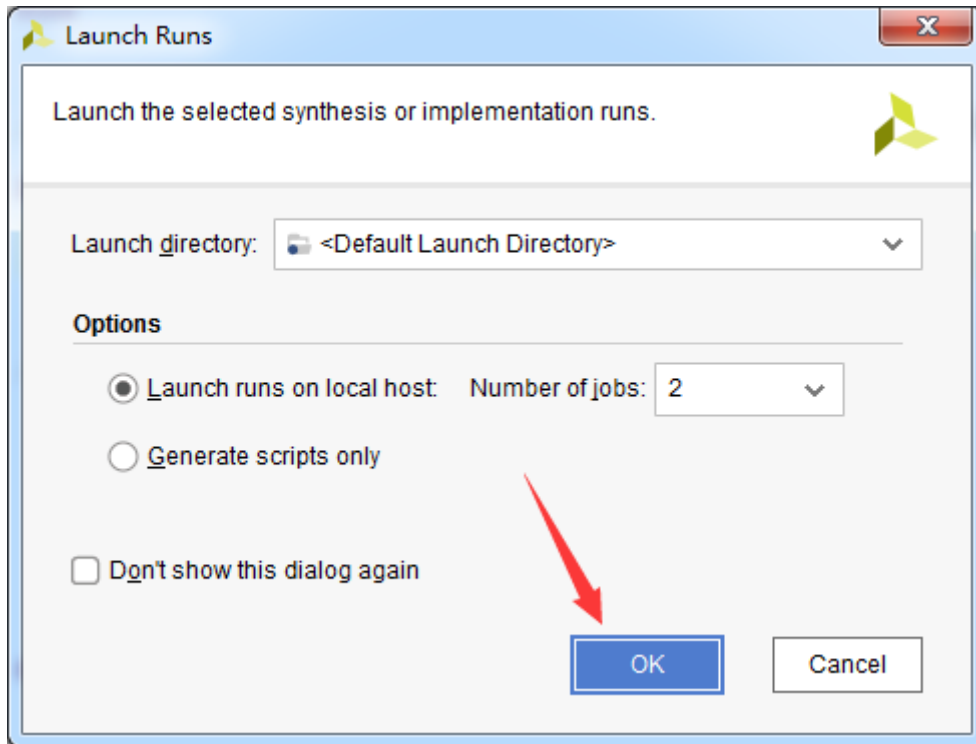 Launch Runs
Launch the selected synthesis or implementation runs.
Launch directory: <Default Launch Directory>
Options
Launch runs on local host: Number of jobs: 2
Generate scripts only
Don't show this dialog again
OK Cancel